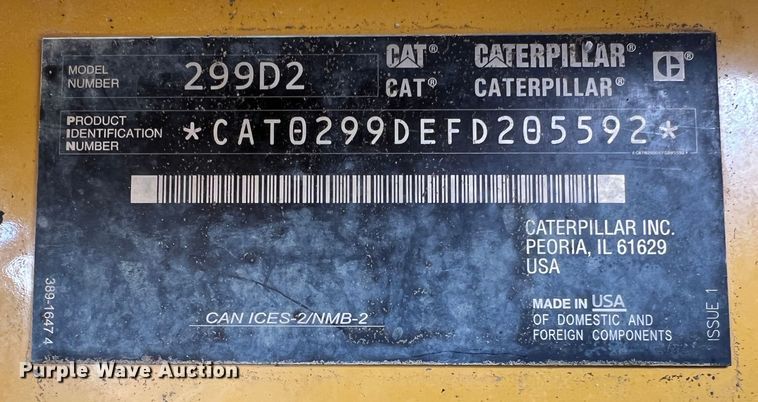 MODEL NUMBER 299D2
CAT® CATERPILLAR®
CAT® CATERPILLAR®
C®
PRODUCT IDENTIFICATION NUMBER *CAT0299DEFD205592*
CATERPILLAR INC.
PEORIA, IL 61629
USA
MADE IN USA
OF DOMESTIC AND
FOREIGN COMPONENTS
CAN ICES-2/NMB-2
389-1647 4
ISSUE 1
Purple Wave Auction